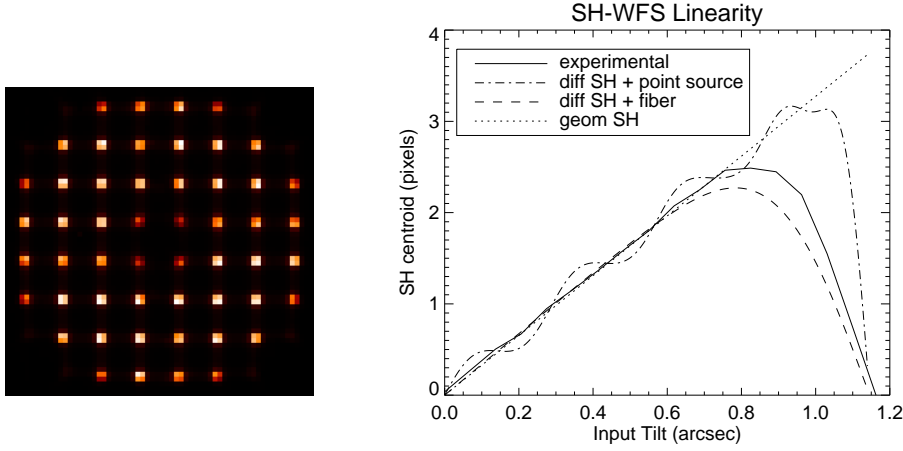 SH-WFS Linearity
experimental
diff SH + point source
diff SH + fiber
geom SH
SH centroid (pixels)
4
3
2
1
0
0.0 0.2 0.4 0.6 0.8 1.0 1.2
Input Tilt (arcsec)